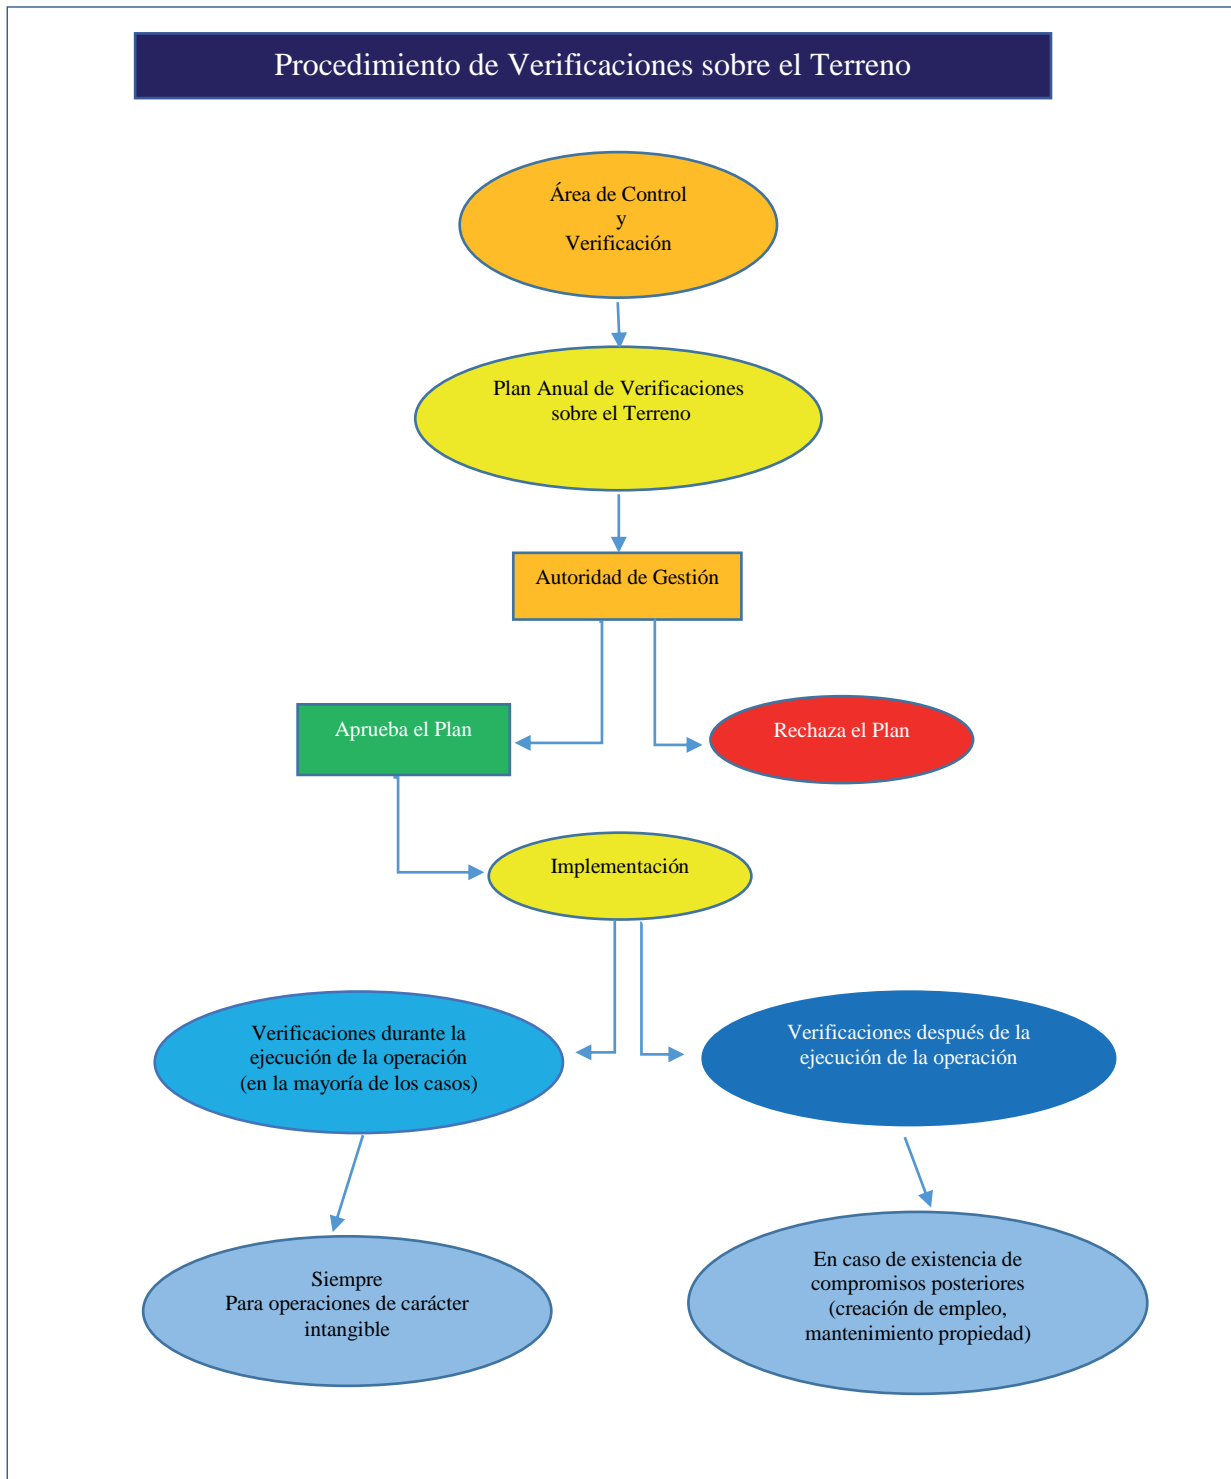 Procedimiento de Verificaciones sobre el Terreno
Área de Control
y
Verificación
Plan Anual de Verificaciones
sobre el Terreno
Autoridad de Gestión
Aprueba el Plan
Rechaza el Plan
Implementación
Verificaciones durante la
ejecución de la operación
(en la mayoría de los casos)
Verificaciones después de la
ejecución de la operación
Siempre
Para operaciones de carácter
intangible
En caso de existencia de
compromisos posteriores
(creación de empleo,
mantenimiento propiedad)